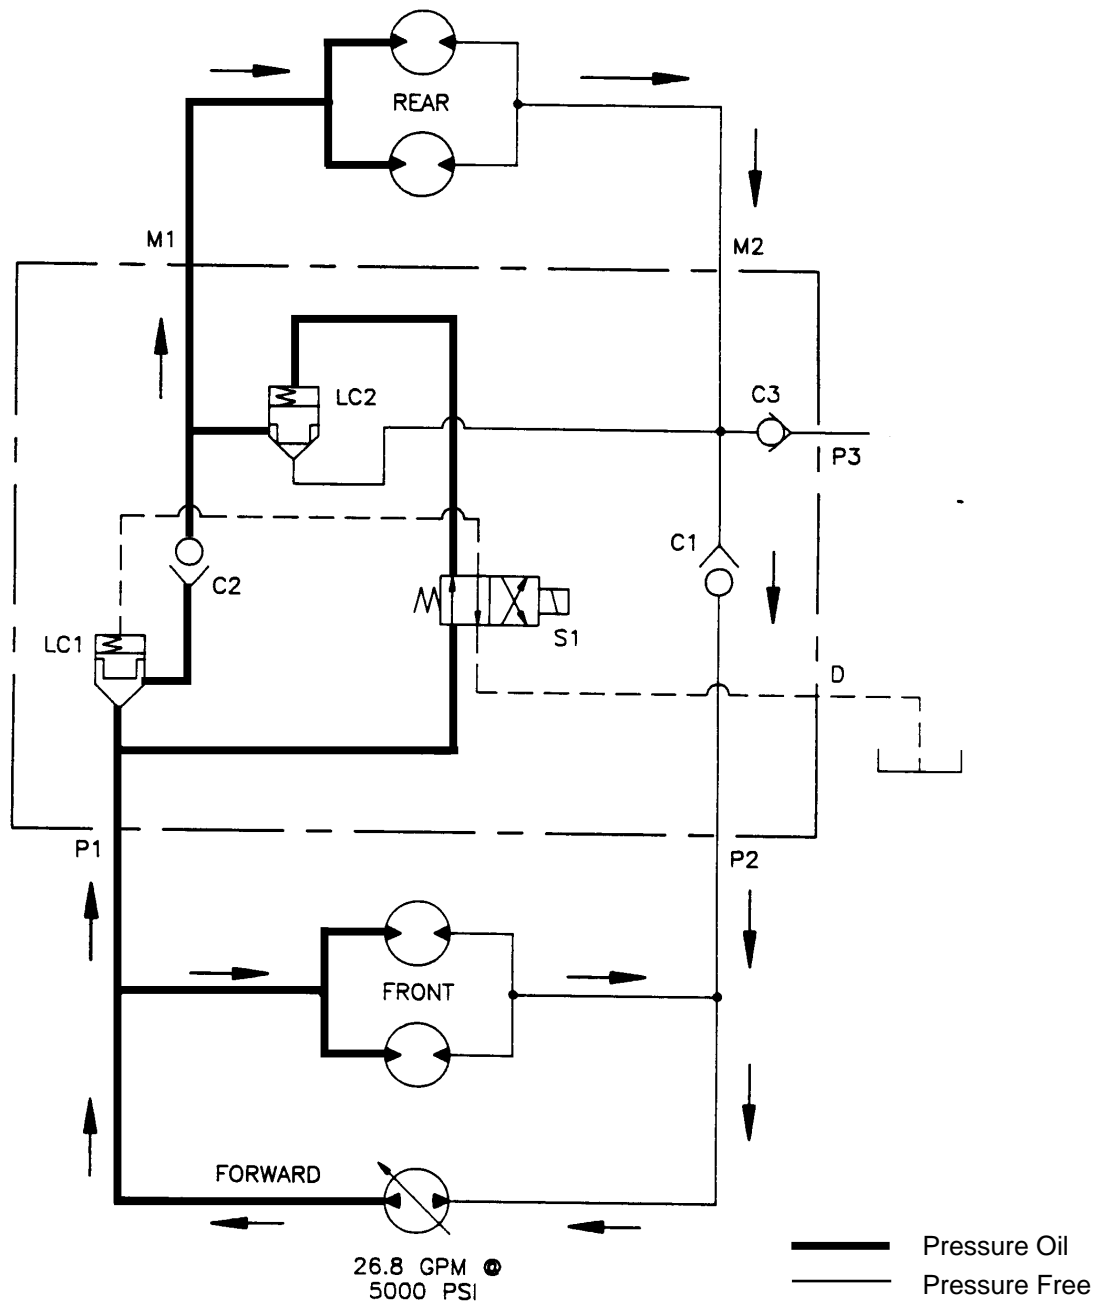 REAR
M1
M2
LC2
C3
P3
C1
C2
LC1
S1
D
P1
P2
FRONT
FORWARD
26.8 GPM @
5000 PSI
Pressure Oil
Pressure Free